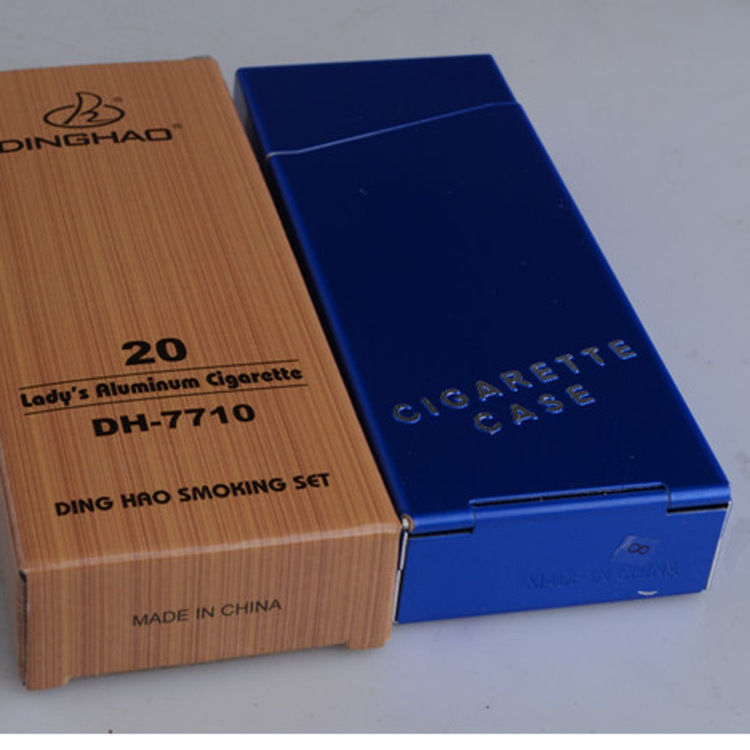 DINGHAO®
20
Lady's Aluminum Cigarette
DH-7710
DING HAO SMOKING SET
MADE IN CHINA
CIGARETTE
CASE
8
MADE IN CHINA